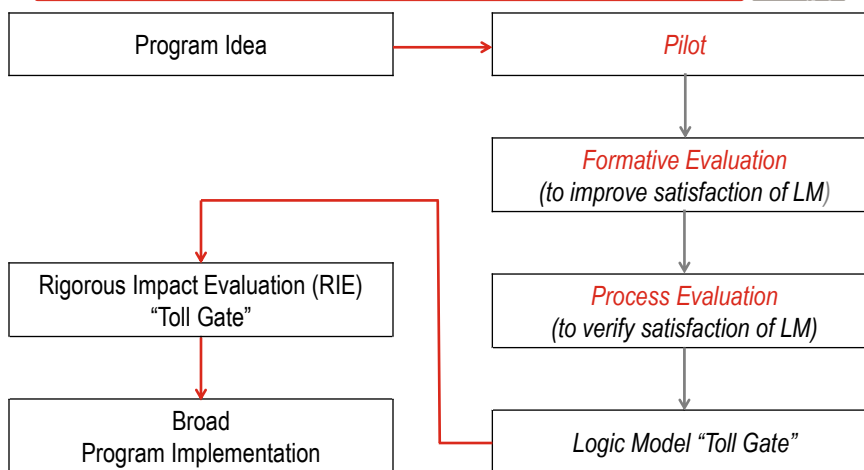 Program Idea
Pilot
Formative Evaluation
(to improve satisfaction of LM)
Process Evaluation
(to verify satisfaction of LM)
Logic Model “Toll Gate”
Rigorous Impact Evaluation (RIE)
“Toll Gate”
Broad
Program Implementation